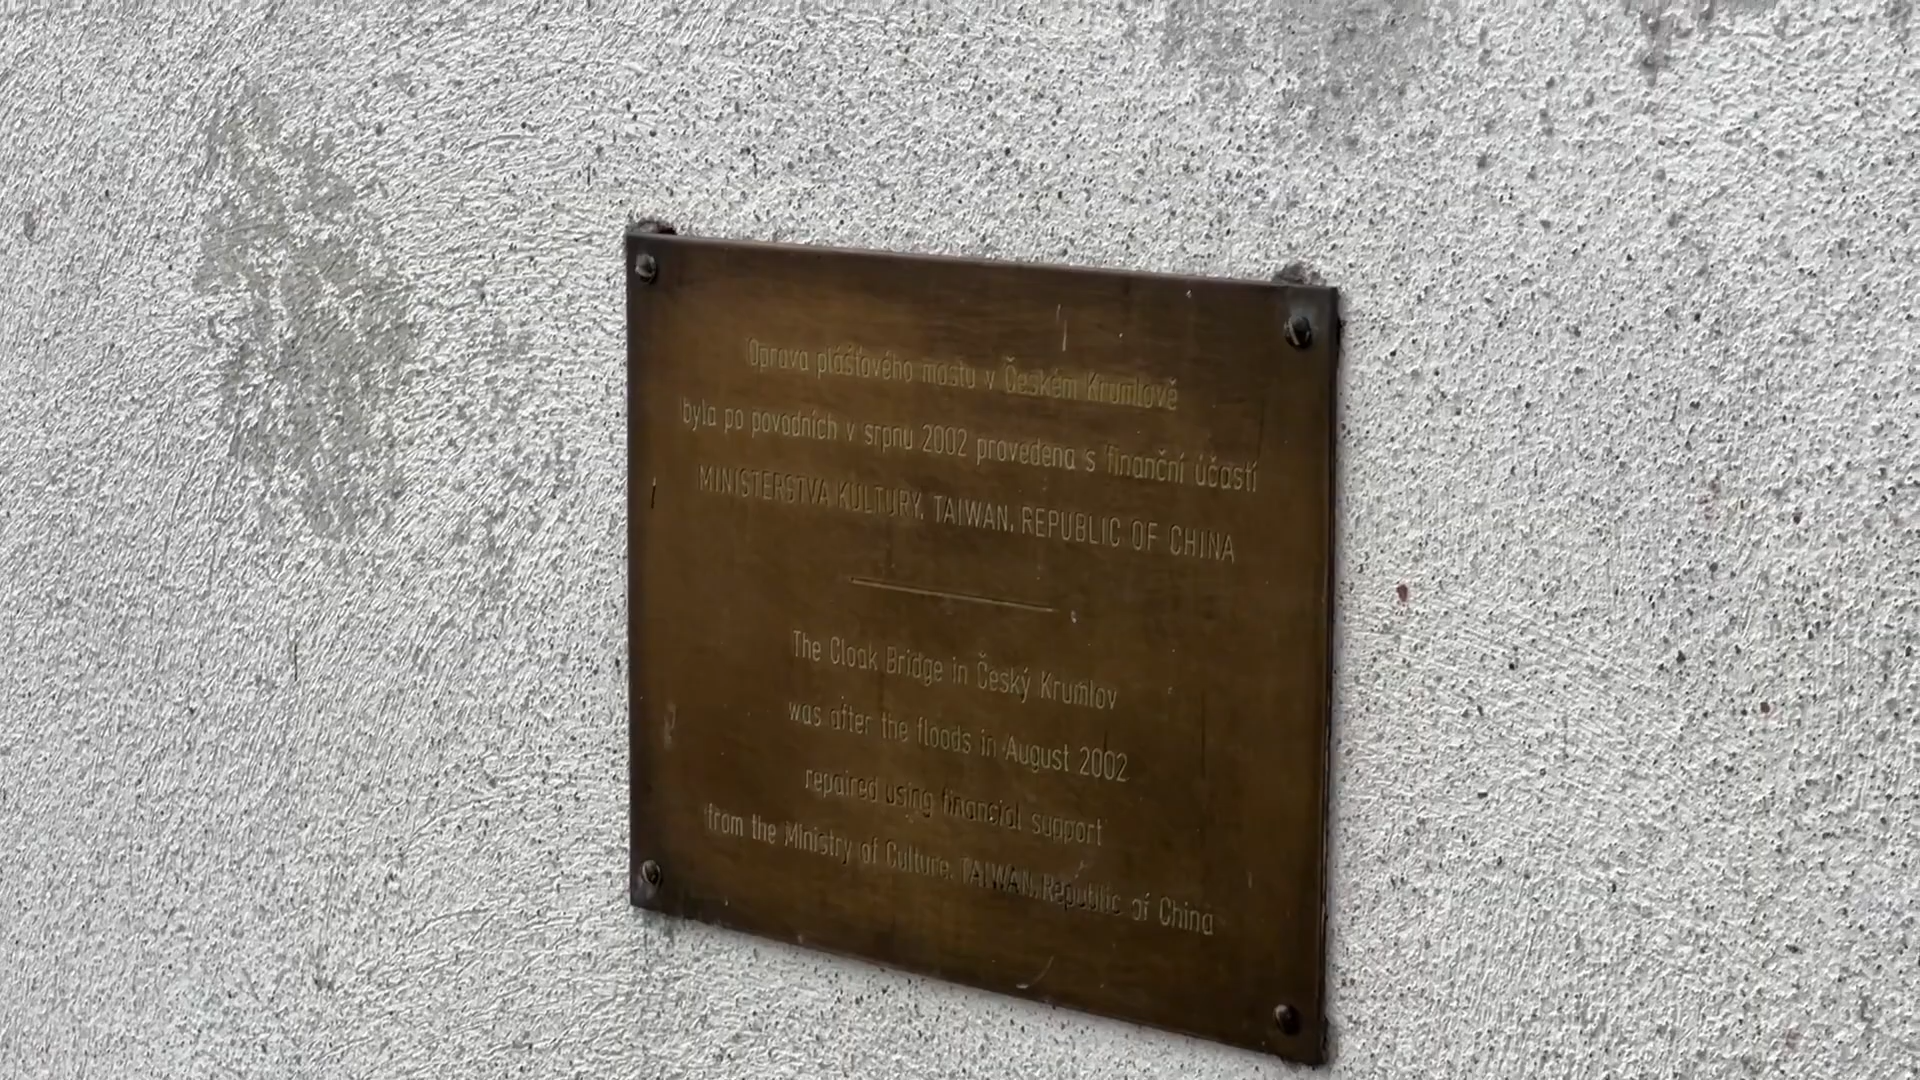 Oprava plášťového mostu v Českém Krumlově
byla po povodních v srpnu 2002 provedena s finanční účastí
MINISTERSTVA KULTURY, TAIWAN, REPUBLIC OF CHINA
The Cloak Bridge in Český Krumlov
was after the floods in August 2002
repaired using financial support
from the Ministry of Culture, TAIWAN, Republic of China